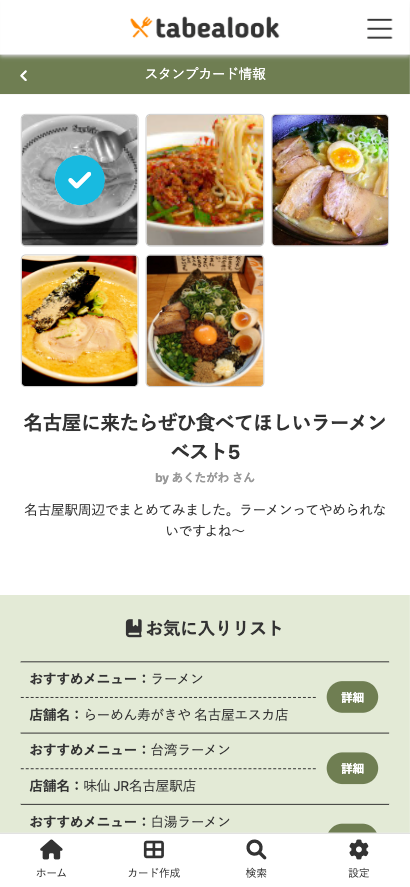 tabealook
スタンプカード情報
名古屋に来たらぜひ食べてほしいラーメン
ベスト5
by あくたがわ さん
名古屋駅周辺でまとめてみました。ラーメンってやめられな
いですよね〜
お気に入りリスト
おすすめメニュー：ラーメン
詳細
店舗名：らーめん寿がきや 名古屋エスカ店
おすすめメニュー：台湾ラーメン
詳細
店舗名：味仙 JR名古屋駅店
おすすめメニュー：白湯ラーメン
ホーム
カード作成
検索
設定